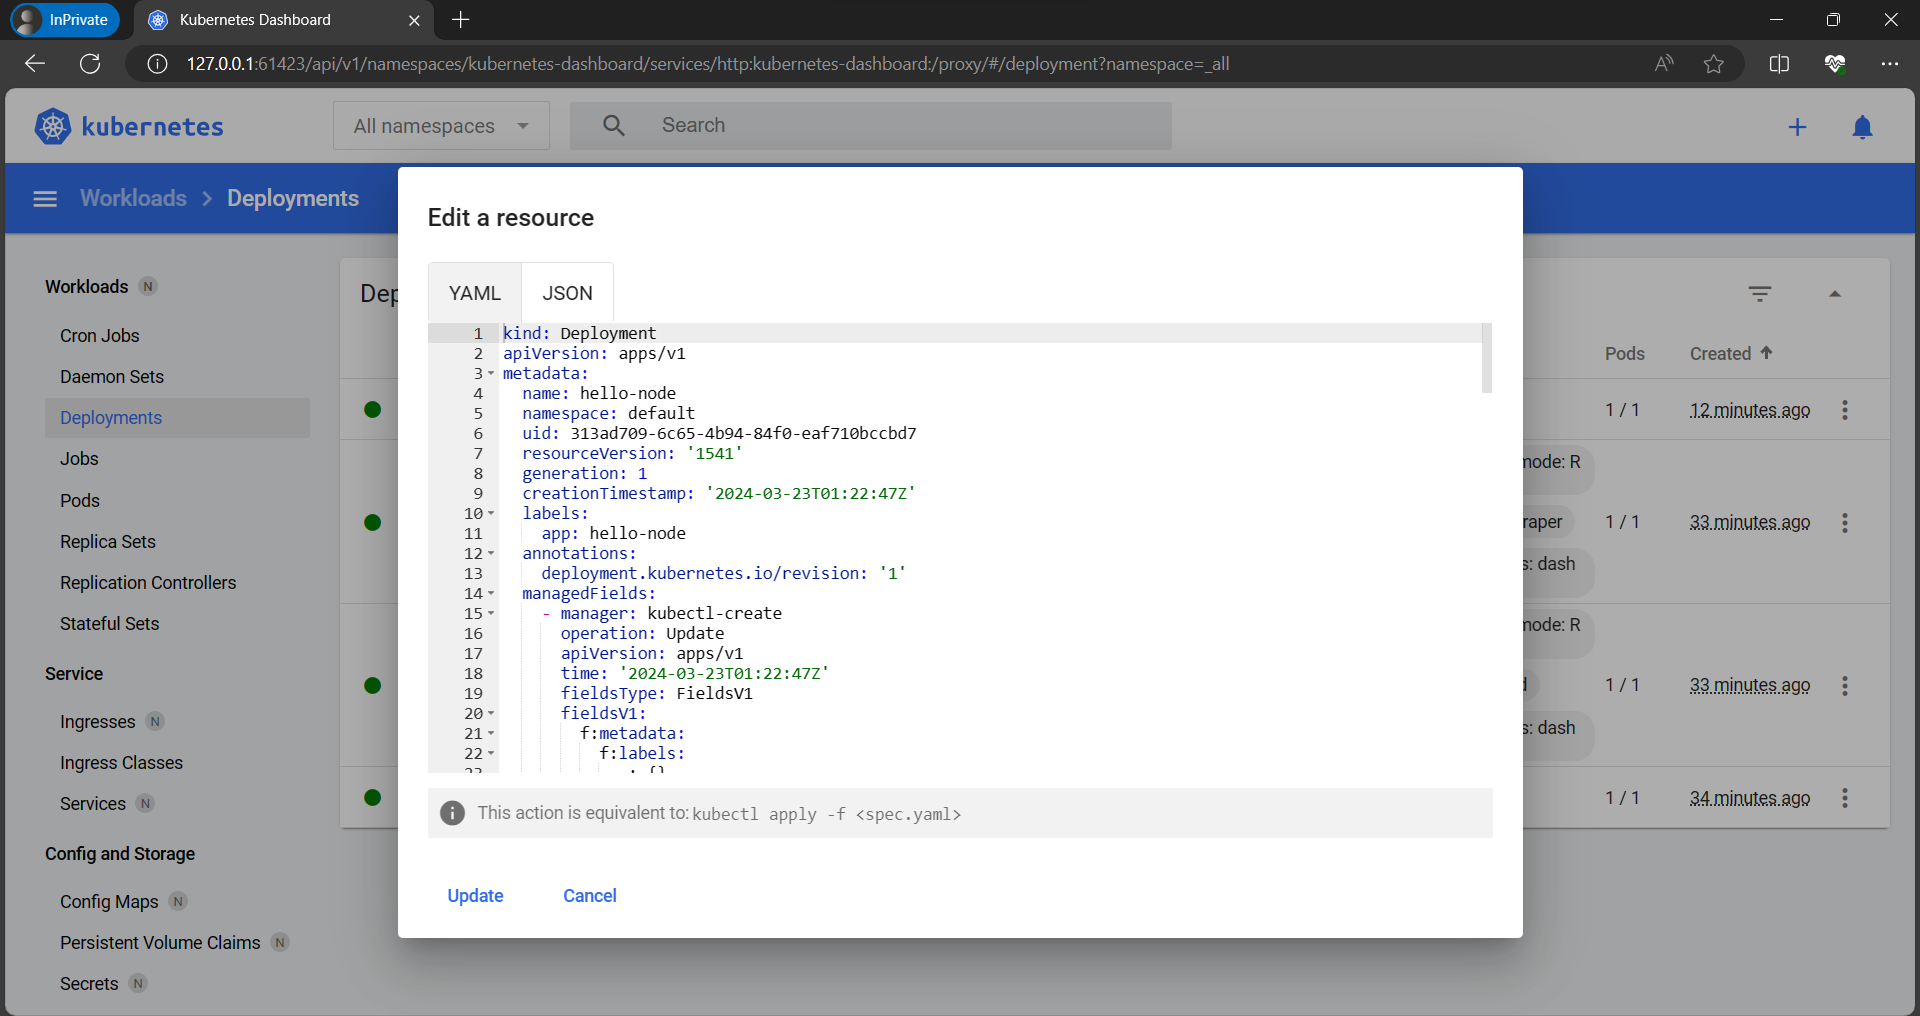 InPrivate
Kubernetes Dashboard
127.0.0.1:61423/api/v1/namespaces/kubernetes-dashboard/services/http:kubernetes-dashboard:/proxy/#/deployment?namespace=_all
kubernetes
All namespaces
Search
Workloads > Deployments
Workloads N
Cron Jobs
Daemon Sets
Deployments
Jobs
Pods
Replica Sets
Replication Controllers
Stateful Sets
Service
Ingresses N
Ingress Classes
Services N
Config and Storage
Config Maps N
Persistent Volume Claims N
Secrets N
Dep
Edit a resource
YAML
JSON
1 kind: Deployment
2 apiVersion: apps/v1
3 metadata:
4 name: hello-node
5 namespace: default
6 uid: 313ad709-6c65-4b94-84f0-eaf710bccbd7
7 resourceVersion: '1541'
8 generation: 1
9 creationTimestamp: '2024-03-23T01:22:47Z'
10 labels:
11 app: hello-node
12 annotations:
13 deployment.kubernetes.io/revision: '1'
14 managedFields:
15 - manager: kubectl-create
16 operation: Update
17 apiVersion: apps/v1
18 time: '2024-03-23T01:22:47Z'
19 fieldsType: FieldsV1
20 fieldsV1:
21 f:metadata:
22 f:labels:
23 .: {}
This action is equivalent to: kubectl apply -f <spec.yaml>
Update
Cancel
Pods
Created
1 / 1
12 minutes ago
mode: R
raper
1 / 1
33 minutes ago
s: dash
mode: R
d
1 / 1
33 minutes ago
s: dash
1 / 1
34 minutes ago